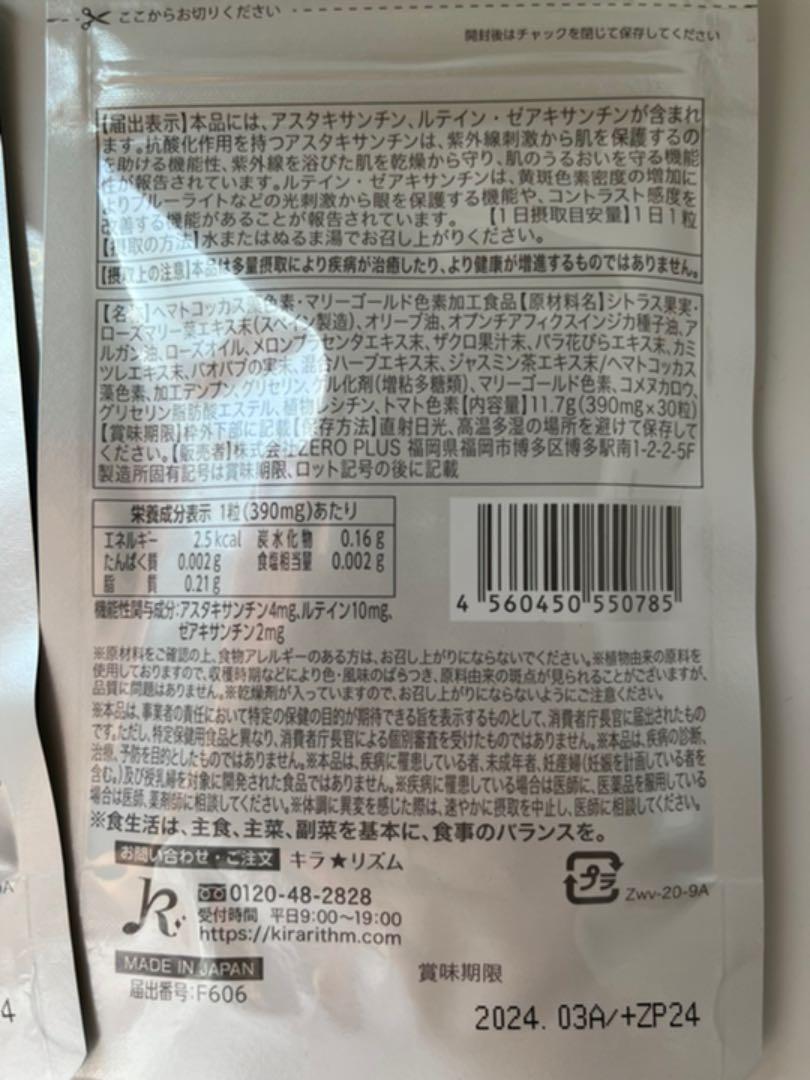 ここからお切りください
開封後はチャックを閉じて保存してください
【届出表示】本品には、アスタキサンチン、ルテイン・ゼアキサンチンが含まれ
ます。抗酸化作用を持つアスタキサンチンは、紫外線刺激から肌を保護するの
を助ける機能性、紫外線を浴びた肌を乾燥から守り、肌のうるおいを守る機能
性が報告されています。ルテイン・ゼアキサンチンは、黄斑色素密度の増加に
よりブルーライトなどの光刺激から眼を保護する機能や、コントラスト感度を
改善する機能があることが報告されています。 【1日摂取目安量】1日1粒
【摂取の方法】水またはぬるま湯でお召し上がりください。
【摂取上の注意】本品は多量摂取により疾病が治癒したり、より健康が増進するものではありません。
【名称】ヘマトコッカス藻色素・マリーゴールド色素加工食品【原材料名】シトラス果実・
ローズマリー葉エキス末(スペイン製造)、オリーブ油、オプンチアフィクスインジカ種子油、ア
ルガン油、ローズオイル、メロンプラセンタエキス末、ザクロ果汁末、バラ花びらエキス末、カミ
ツレエキス末、バオバブの実末、混合ハーブエキス末、ジャスミン茶エキス末/ヘマトコッカス
藻色素、加工デンプン、グリセリン、ゲル化剤(増粘多糖類)、マリーゴールド色素、コメヌカロウ、
グリセリン脂肪酸エステル、植物レシチン、トマト色素【内容量】11.7g(390mg×30粒)
【賞味期限】枠外下部に記載【保存方法】直射日光、高温多湿の場所を避けて保存して
ください。【販売者】株式会社ZERO PLUS 福岡県福岡市博多区博多駅南1-2-2-5F
製造所固有記号は賞味期限、ロット記号の後に記載
栄養成分表示 1粒(390mg)あたり
エネルギー 2.5kcal 炭水化物 0.16g
たんぱく質 0.002g 食塩相当量 0.002g
脂 質 0.21g
機能性関与成分:アスタキサンチン4mg、ルテイン10mg、
ゼアキサンチン2mg
4 560450 550785
※原材料をご確認の上、食物アレルギーのある方は、お召し上がりにならないでください。※植物由来の原料を
使用しておりますので、収穫時期などにより色・風味のばらつき、原料由来の斑点が見られることがございますが、
品質に問題はありません。※乾燥剤が入っていますので、お召し上がりにならないようにご注意ください。
※本品は、事業者の責任において特定の保健の目的が期待できる旨を表示するものとして、消費者庁長官に届出されたもの
です。ただし、特定保健用食品と異なり、消費者庁長官による個別審査を受けたものではありません。※本品は、疾病の診断、
治療、予防を目的としたものではありません。※本品は、疾病に罹患している者、未成年者、妊産婦(妊娠を計画している者を
含む。)及び授乳婦を対象に開発された食品ではありません。※疾病に罹患している場合は医師に、医薬品を服用している
場合は医師、薬剤師に相談してください。※体調に異変を感じた際は、速やかに摂取を中止し、医師に相談してください。
※食生活は、主食、主菜、副菜を基本に、食事のバランスを。
お問い合わせ・ご注文 キラ★リズム
0120-48-2828
受付時間 平日9:00〜19:00
https://kirarithm.com
プラ
Zwv-20-9A
MADE IN JAPAN
届出番号:F606
賞味期限
2024. 03A/+ZP24
4